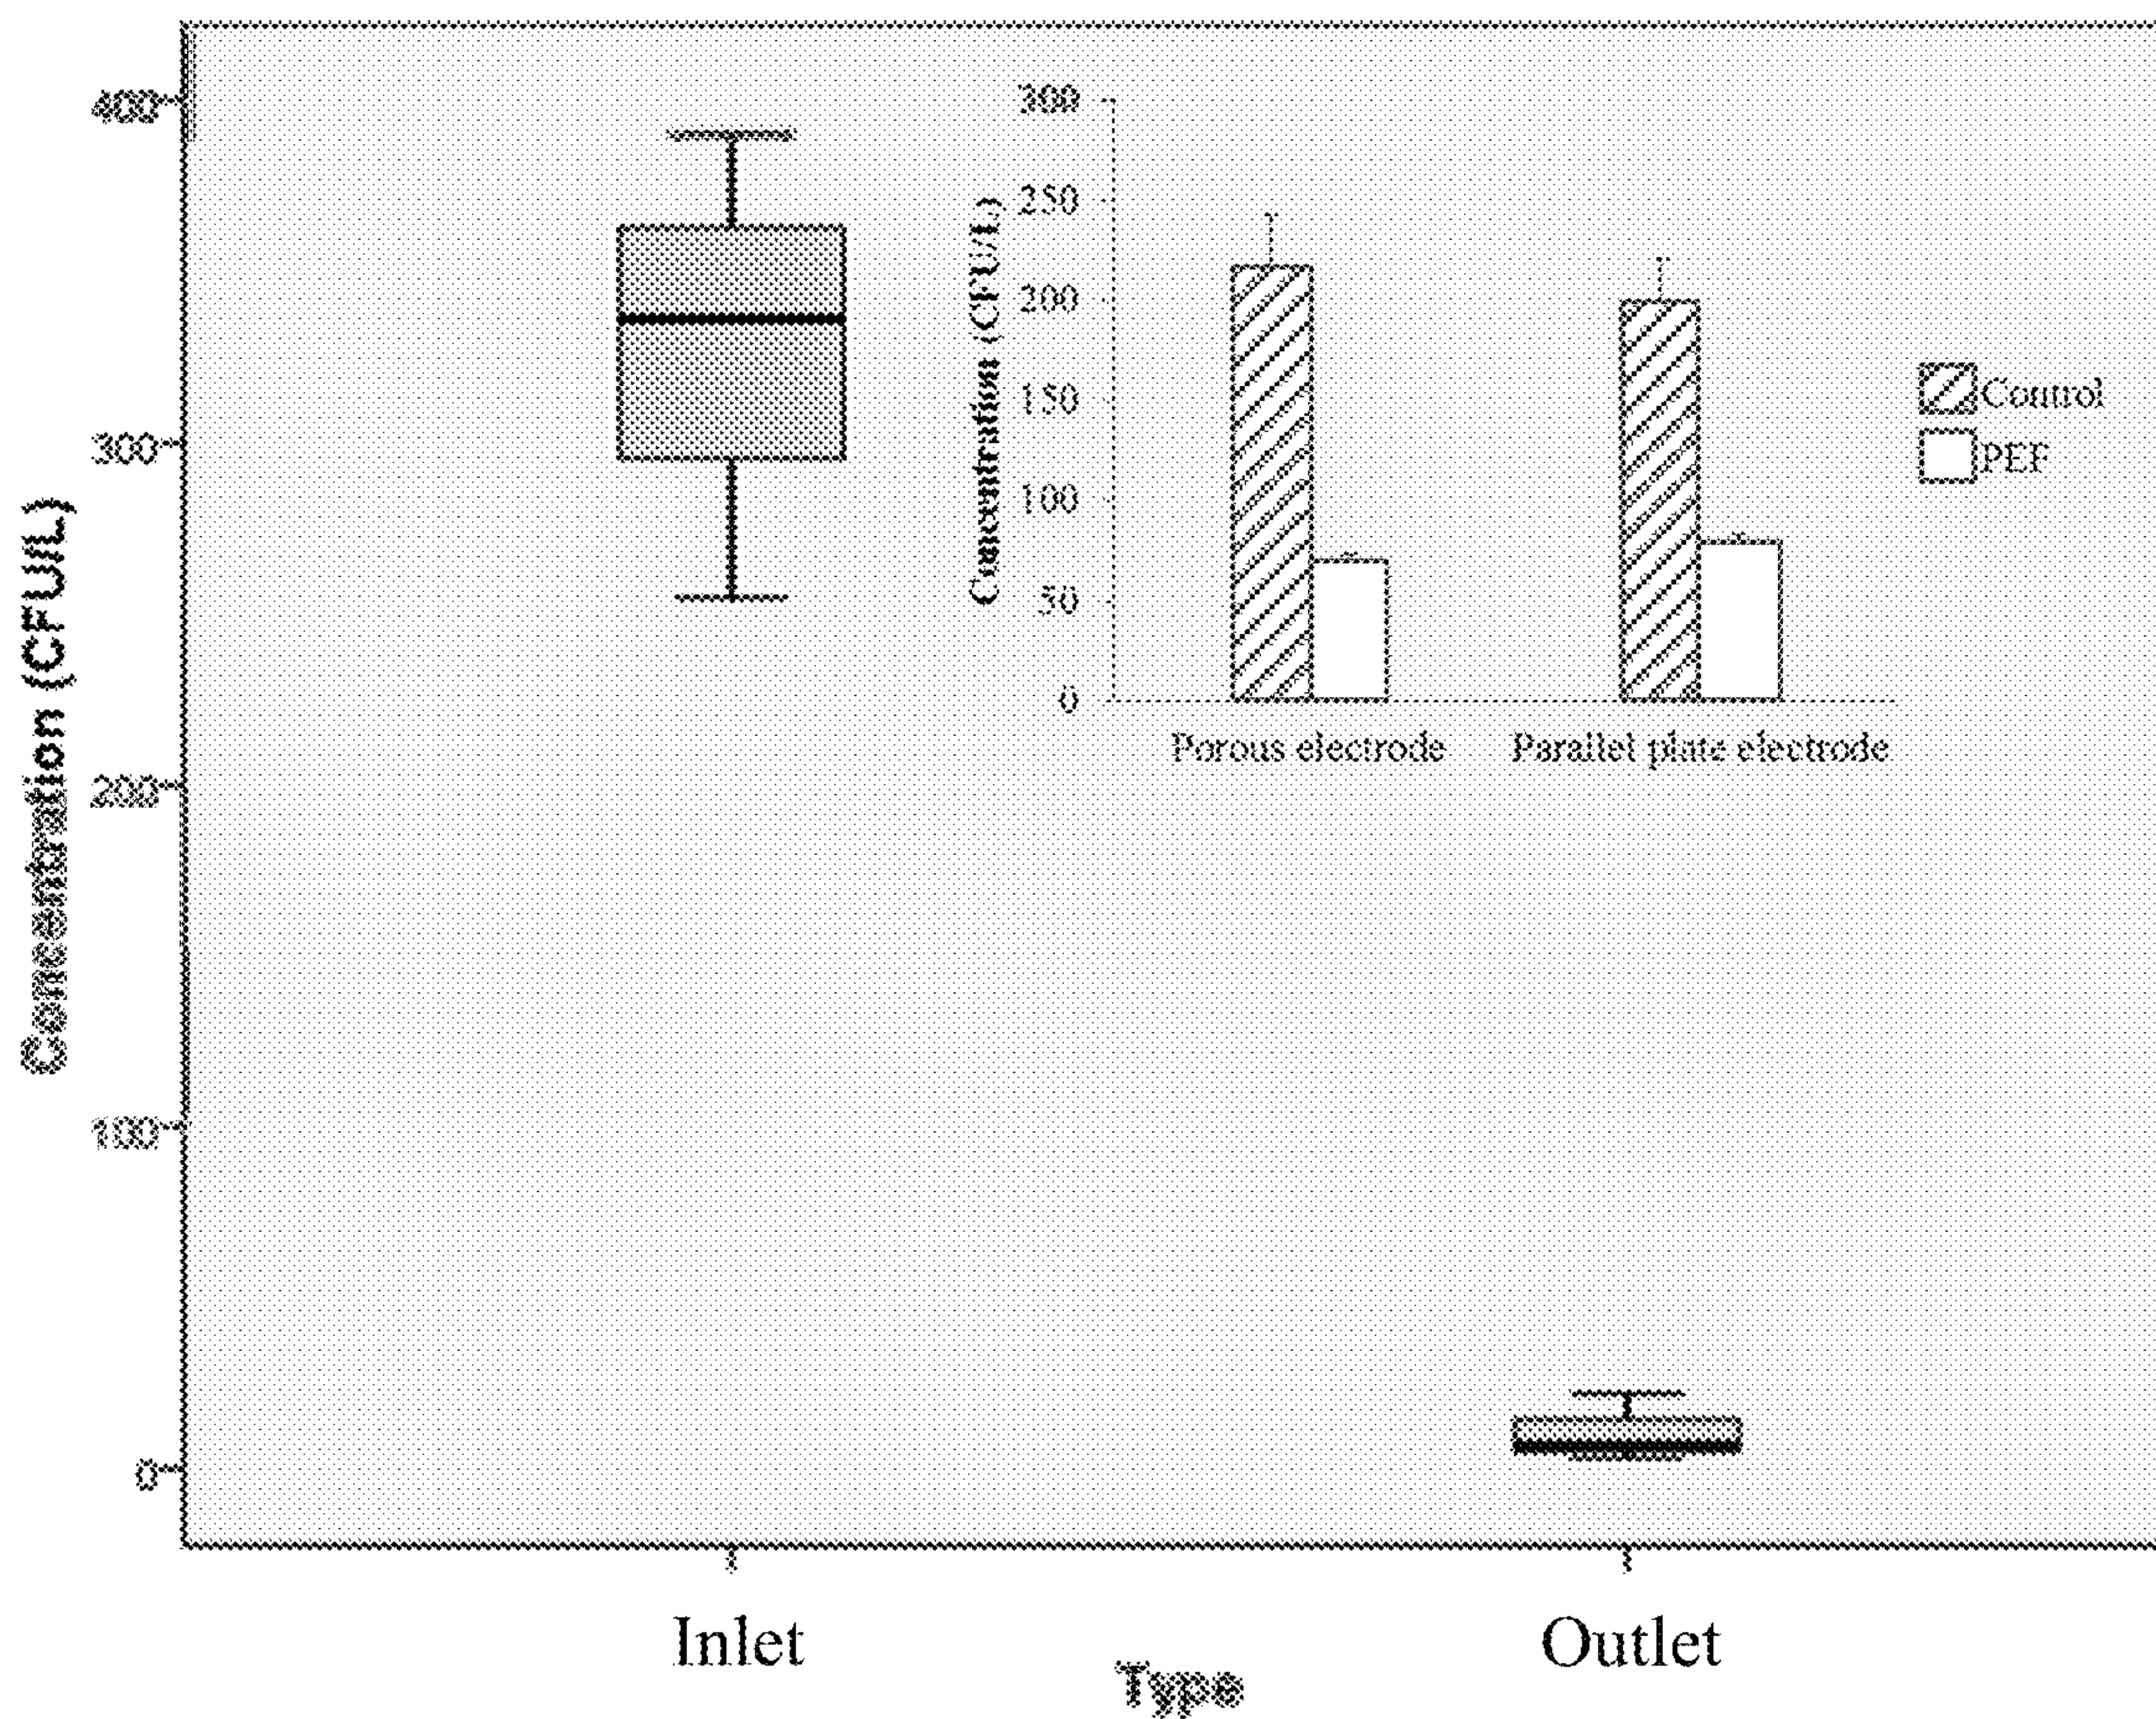 Concentration (CFU/L)
400
300
200
100
0
Concentration (CFU/L)
300
250
200
150
100
50
0
Porous electrode
Parallel plate electrode
Control
PEF
Inlet
Outlet
Type